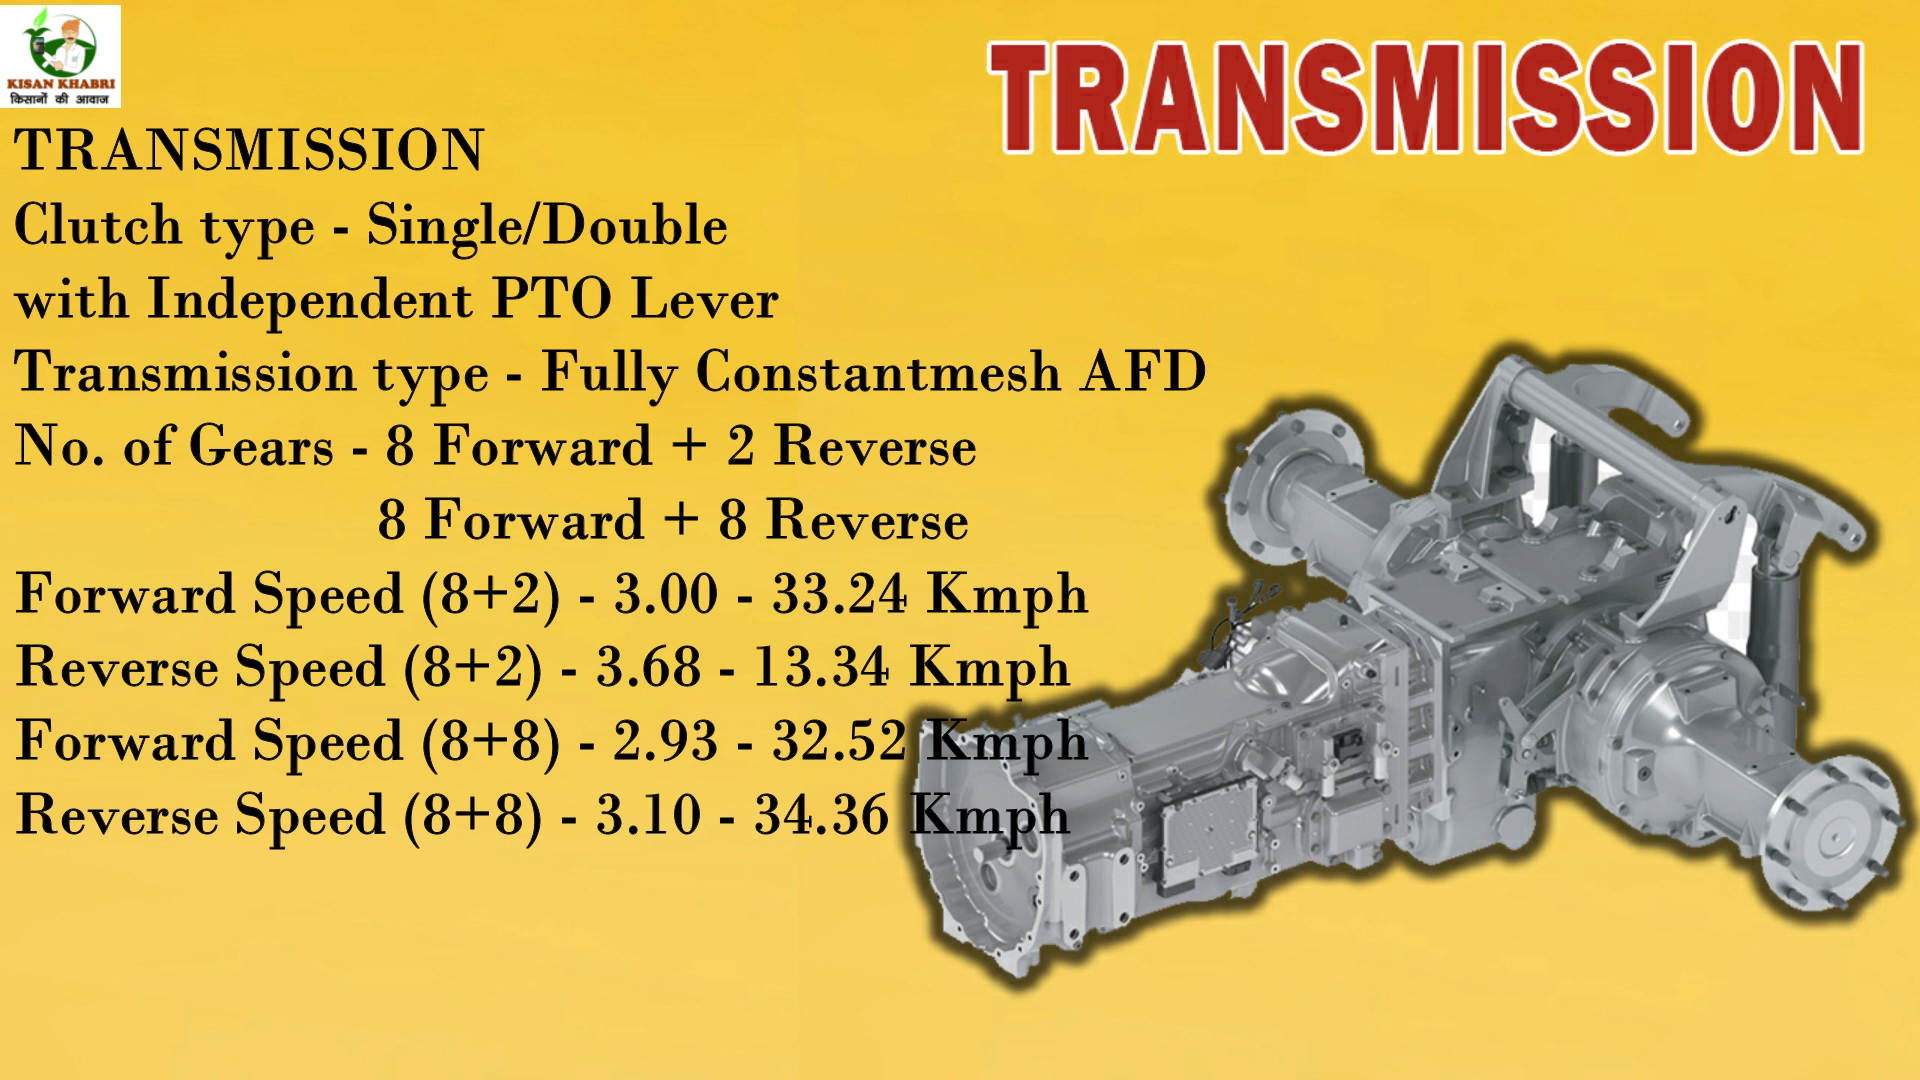 KISAN KHABRI
किसानों की आवाज
TRANSMISSION
TRANSMISSION
Clutch type - Single/Double
with Independent PTO Lever
Transmission type - Fully Constantmesh AFD
No. of Gears - 8 Forward + 2 Reverse
8 Forward + 8 Reverse
Forward Speed (8+2) - 3.00 - 33.24 Kmph
Reverse Speed (8+2) - 3.68 - 13.34 Kmph
Forward Speed (8+8) - 2.93 - 32.52 Kmph
Reverse Speed (8+8) - 3.10 - 34.36 Kmph